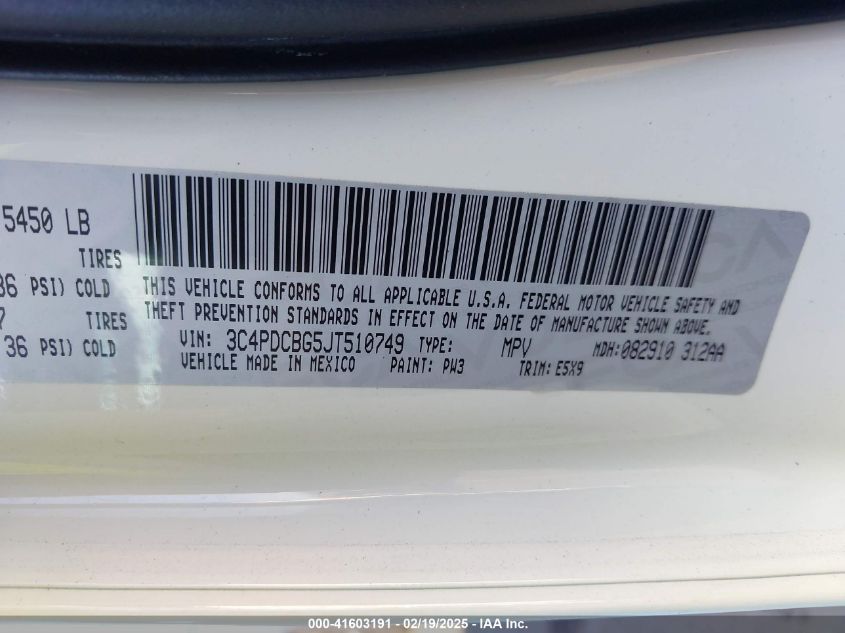 5450 LB
TIRES
36 PSI) COLD
7 TIRES
36 PSI) COLD
THIS VEHICLE CONFORMS TO ALL APPLICABLE U.S.A. FEDERAL MOTOR VEHICLE SAFETY AND
THEFT PREVENTION STANDARDS IN EFFECT ON THE DATE OF MANUFACTURE SHOWN ABOVE.
VIN: 3C4PDCBG5JT510749 TYPE: MPV MDH:082910 312AA
VEHICLE MADE IN MEXICO PAINT: PW3 TRIM: E5X9
000-41603191 - 02/19/2025 - IAA Inc.